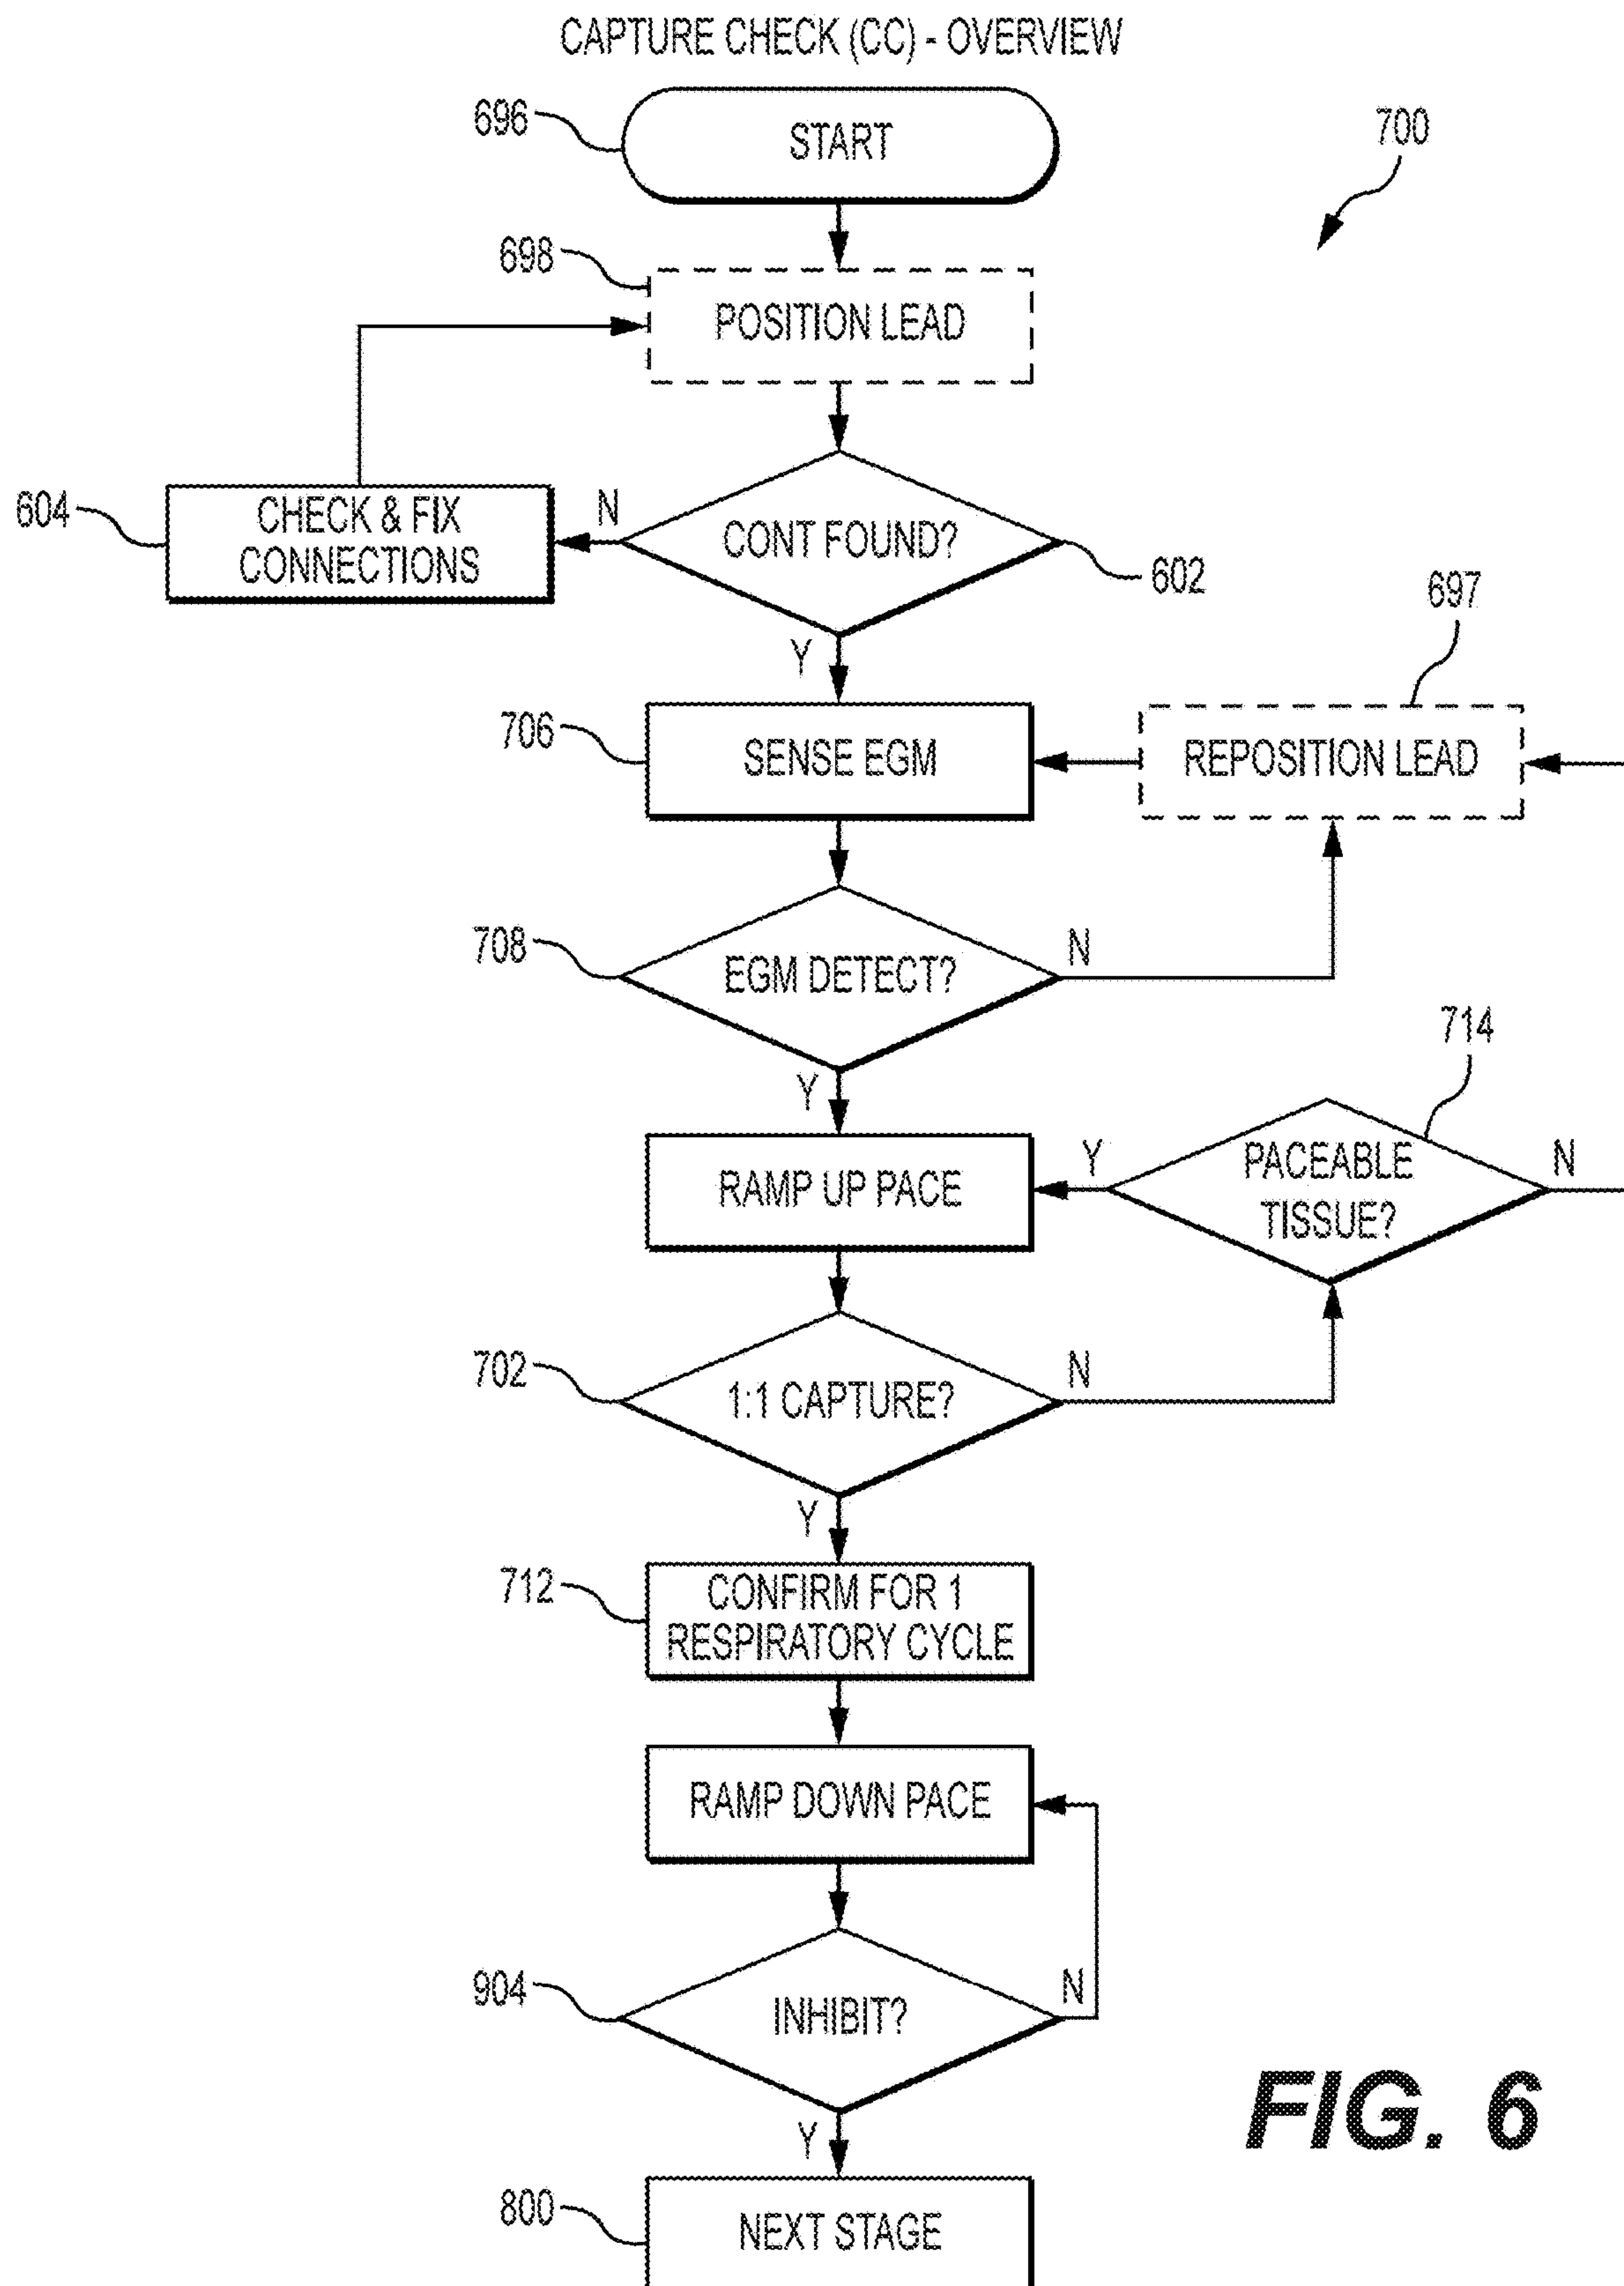 CAPTURE CHECK (CC) - OVERVIEW
696
START
700
698
POSITION LEAD
604
CHECK & FIX
CONNECTIONS
N
CONT FOUND?
602
Y
697
706
SENSE EGM
REPOSITION LEAD
708
EGM DETECT?
N
714
Y
RAMP UP PACE
Y
PACEABLE
TISSUE?
N
702
1:1 CAPTURE?
N
Y
712
CONFIRM FOR 1
RESPIRATORY CYCLE
RAMP DOWN PACE
904
INHIBIT?
N
Y
FIG. 6
800
NEXT STAGE